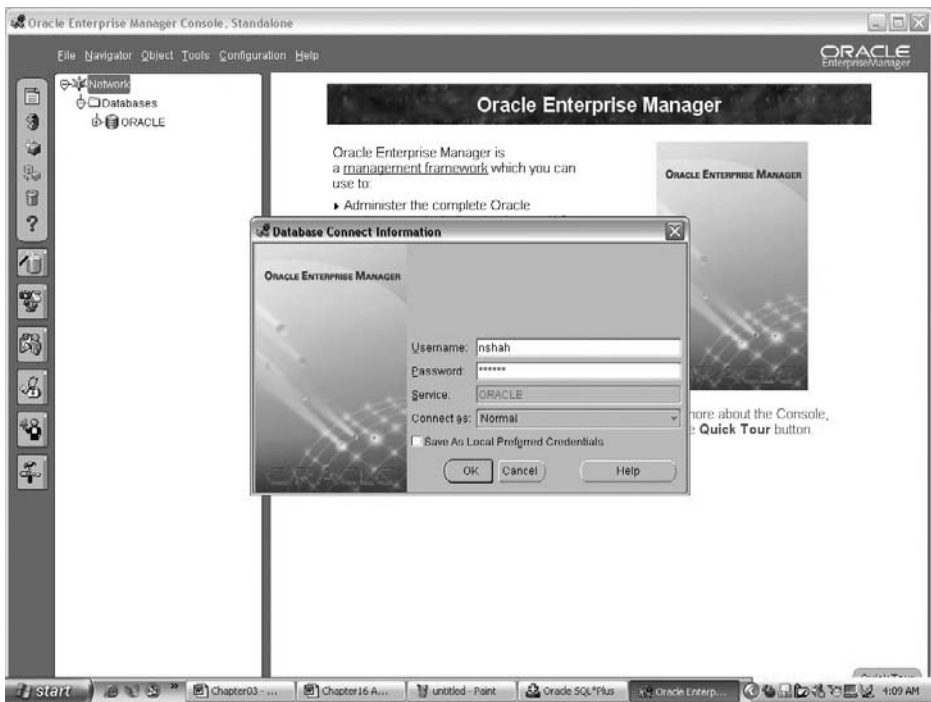 Oracle Enterprise Manager Console, Standalone
File Navigator Object Tools Configuration Help
ORACLE
EnterpriseManager
Network
Databases
ORACLE
Oracle Enterprise Manager
Oracle Enterprise Manager is
a management framework which you can
use to:
Administer the complete Oracle
ORACLE ENTERPRISE MANAGER
Database Connect Information
ORACLE ENTERPRISE MANAGER
Username: nshah
Password: ******
Service: ORACLE
Connect as: Normal
Save As Local Preferred Credentials
OK Cancel Help
ORACLE
ORACLE
more about the Console,
Quick Tour button.
start
Chapter03 - ...
Chapter16 A...
untitled - Paint
Oracle SQL*Plus
Oracle Enterp...
4:09 AM